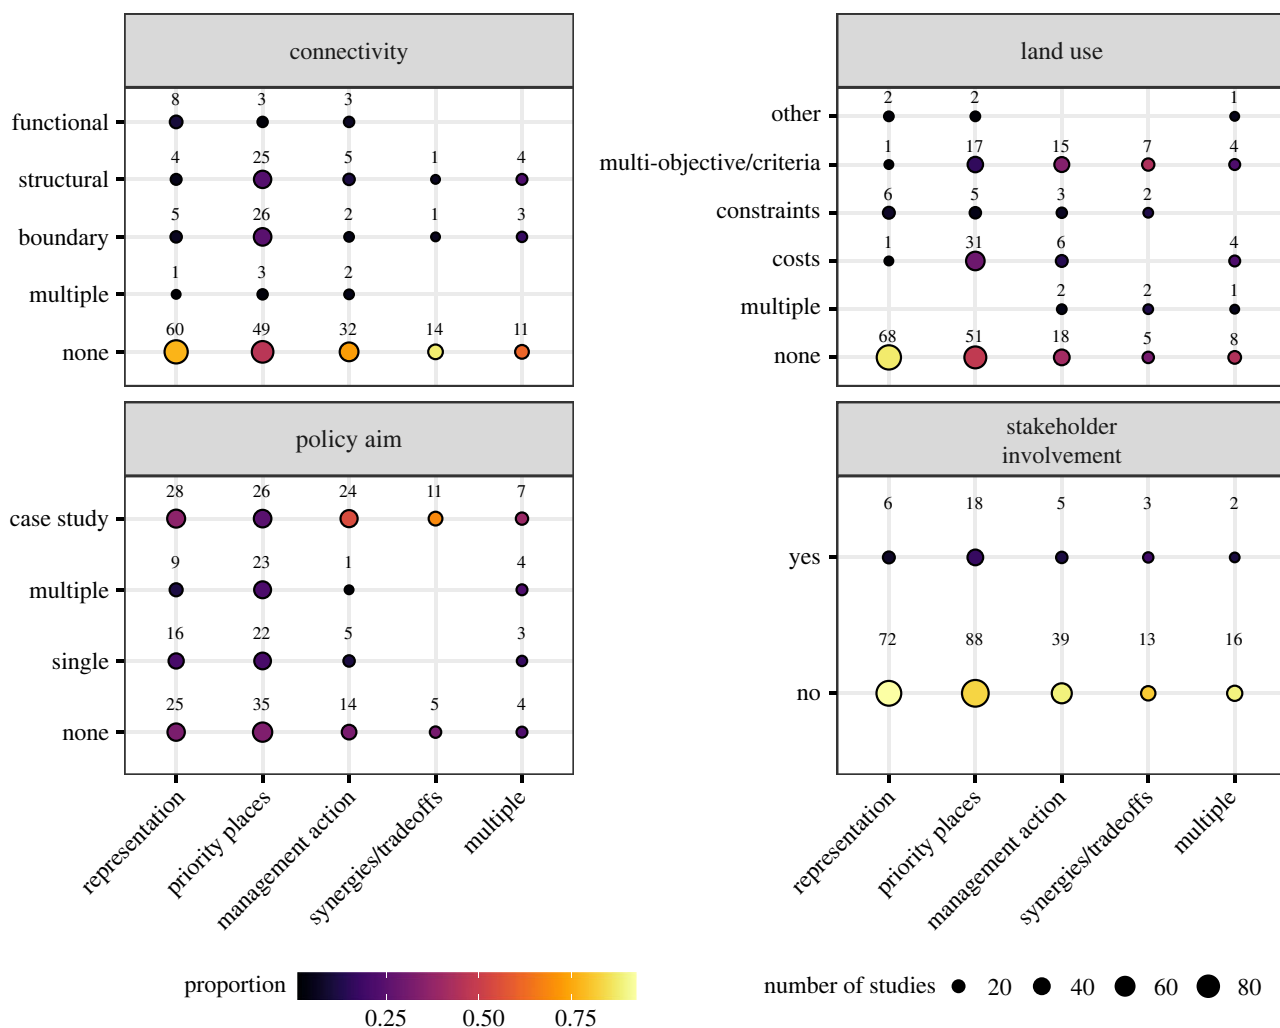 connectivity
8 3 3
functional
4 25 5 1 4
structural
5 26 2 1 3
boundary
1 3 2
multiple
60 49 32 14 11
none
land use
2 2 1
other
1 17 15 7 4
multi-objective/criteria
6 5 3 2
constraints
1 31 6 4
costs
2 2 1
multiple
68 51 18 5 8
none
policy aim
28 26 24 11 7
case study
9 23 1 4
multiple
16 22 5 3
single
25 35 14 5 4
none
representation
priority places
management action
synergies/tradeoffs
multiple
stakeholder
involvement
6 18 5 3 2
yes
72 88 39 13 16
no
representation
priority places
management action
synergies/tradeoffs
multiple
proportion
0.25 0.50 0.75
number of studies 20 40 60 80